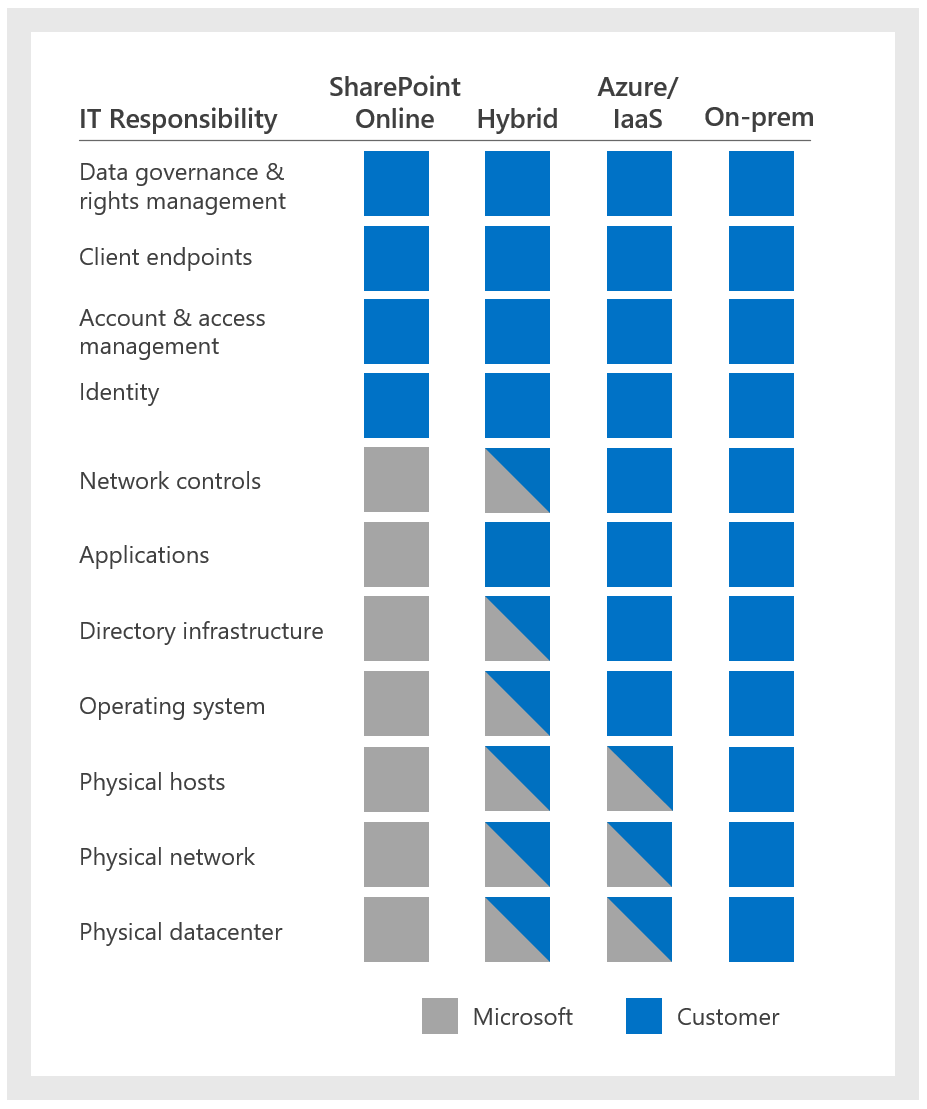 SharePoint
Online
Azure/
IaaS
IT Responsibility
Hybrid
On-prem
Data governance &
rights management
Client endpoints
Account & access
management
Identity
Network controls
Applications
Directory infrastructure
Operating system
Physical hosts
Physical network
Physical datacenter
Microsoft
Customer